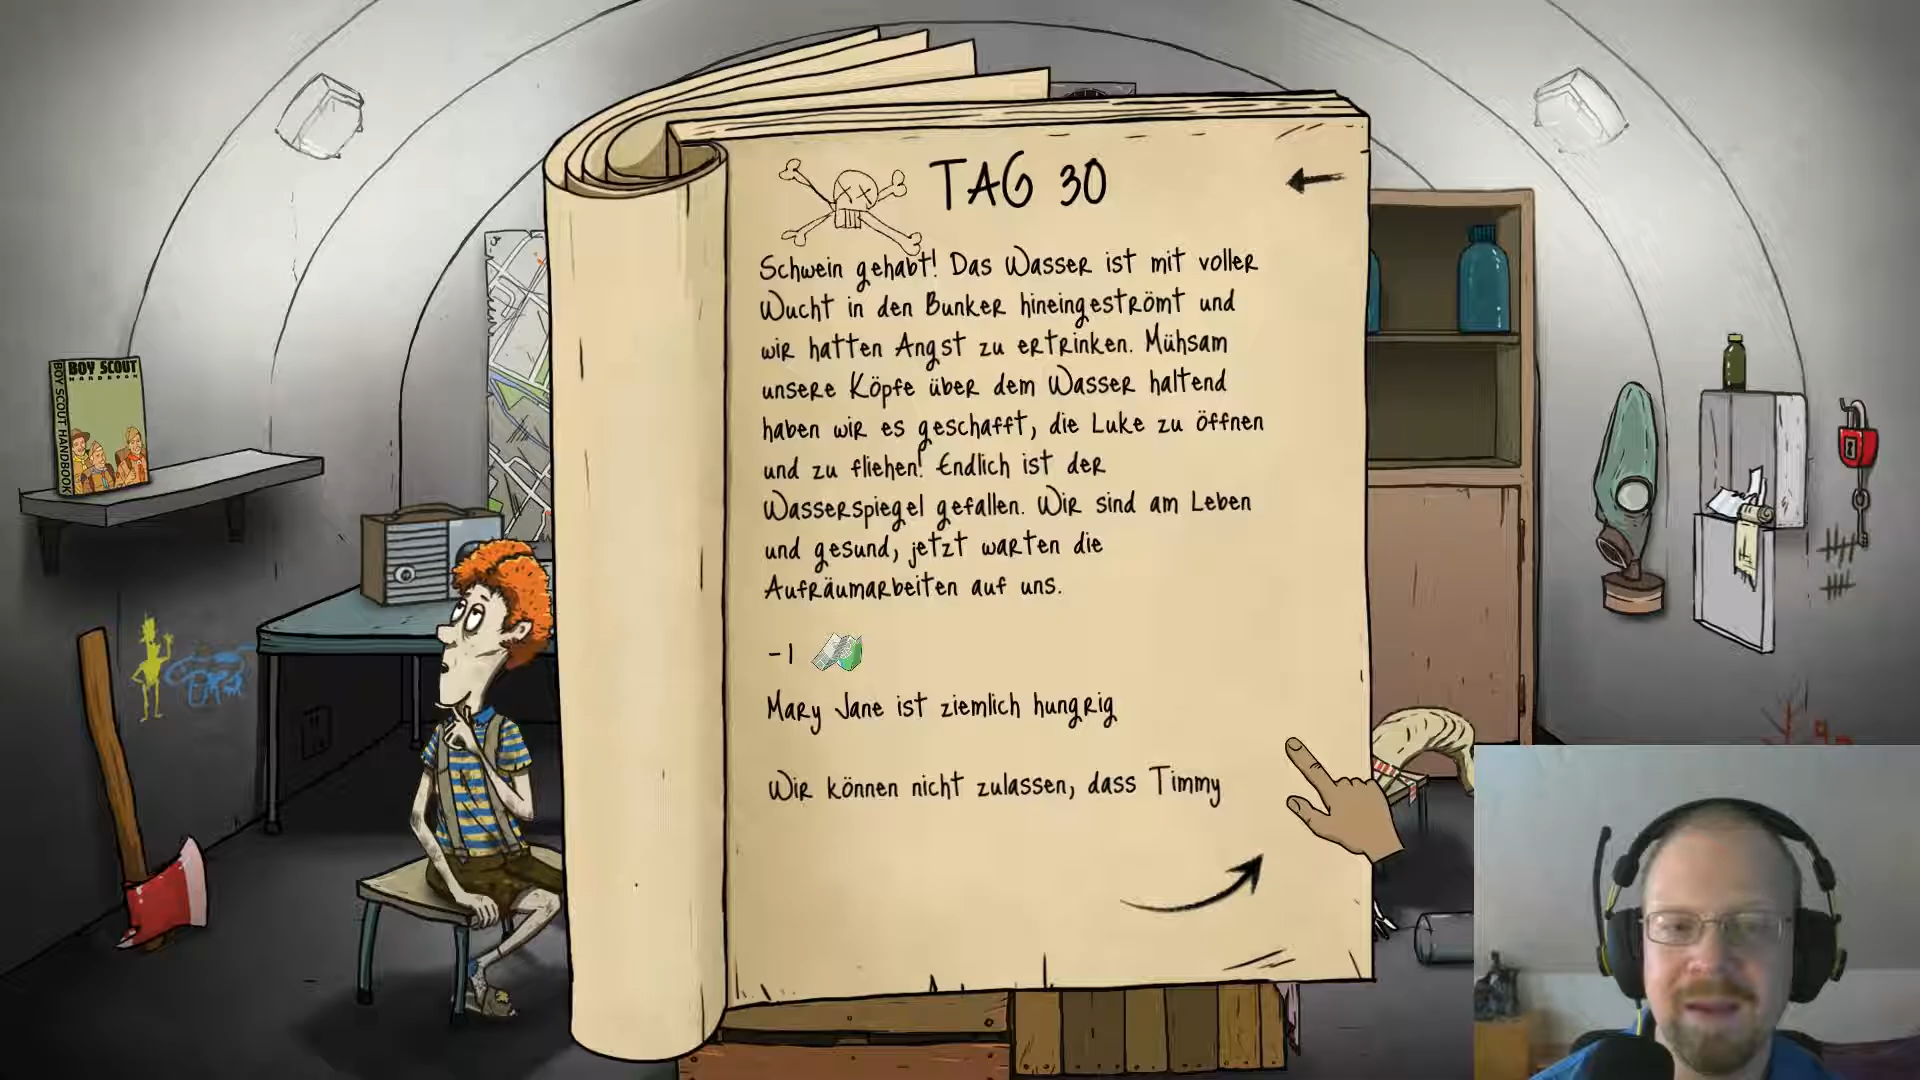 BOY SCOUT
HANDBOOK
BOY SCOUT HANDBOOK
TAG 30
Schwein gehabt! Das Wasser ist mit voller
Wucht in den Bunker hineingeströmt und
wir hatten Angst zu ertrinken. Mühsam
unsere Köpfe über dem Wasser haltend
haben wir es geschafft, die Luke zu öffnen
und zu fliehen! Endlich ist der
Wasserspiegel gefallen. Wir sind am Leben
und gesund, jetzt warten die
Aufräumarbeiten auf uns.
-1
Mary Jane ist ziemlich hungrig
Wir können nicht zulassen, dass Timmy